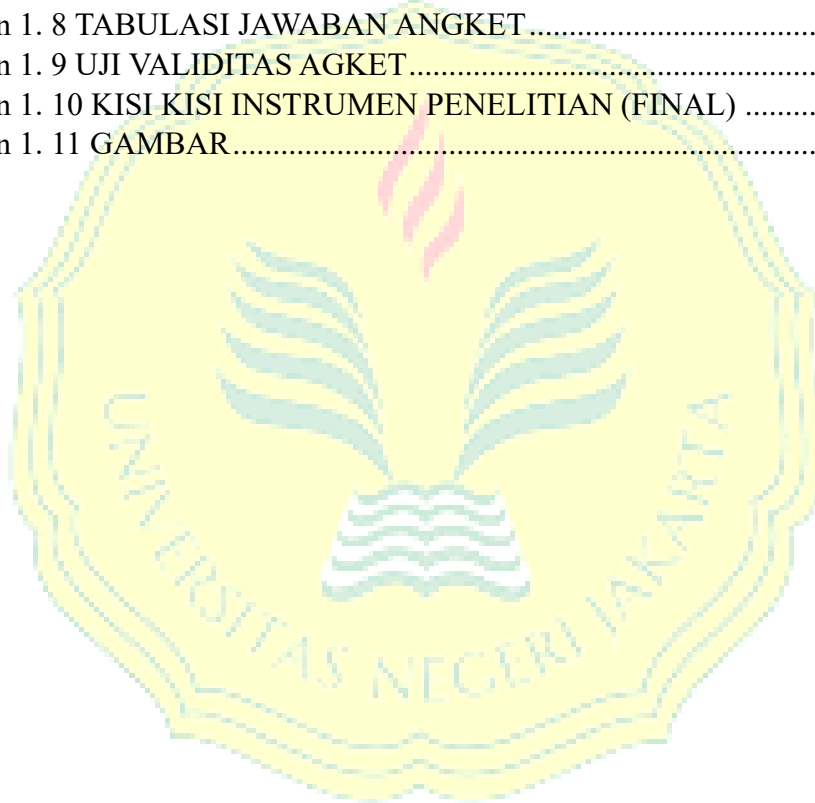 n 1. 8 TABULASI JAWABAN ANGKET...................................
n 1. 9 UJI VALIDITAS AGKET.................................................
n 1. 10 KISI KISI INSTRUMEN PENELITIAN (FINAL) .........
n 1. 11 GAMBAR.......................................................................
UNIVERSITAS NEGERI JAKARTA